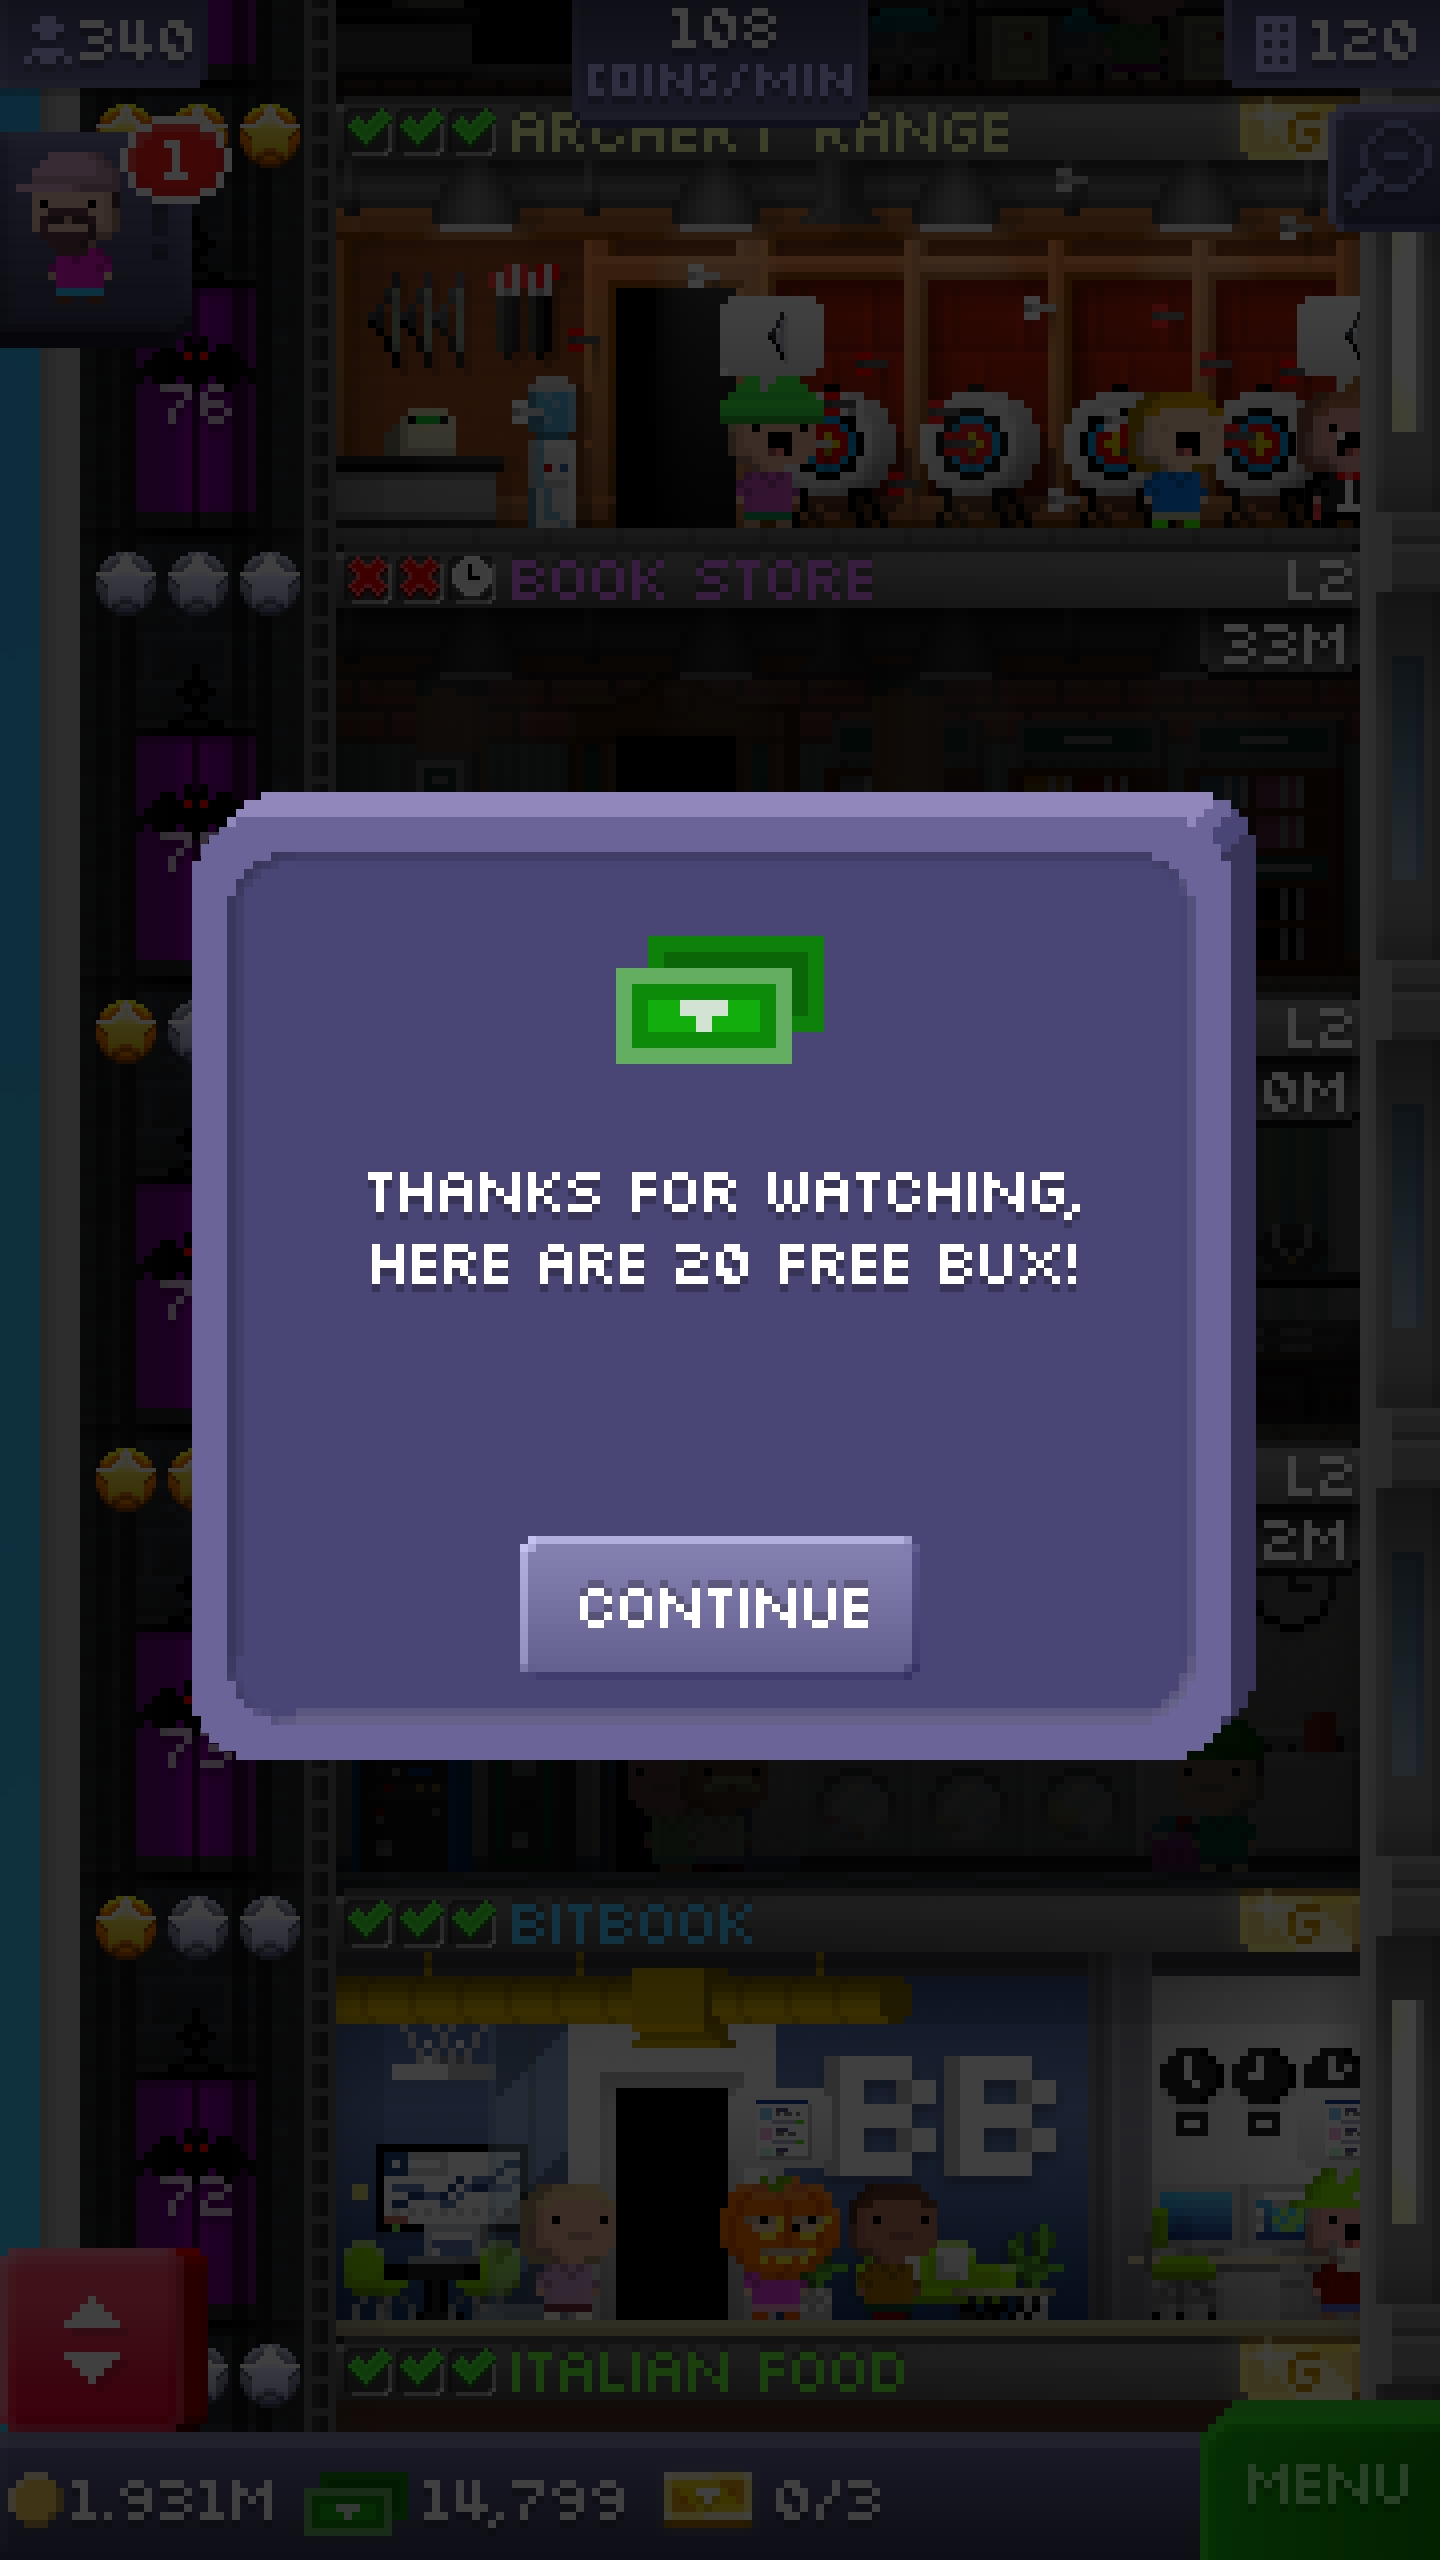 340
108
COINS/MIN
120
1
ARCHERY RANGE
G
76
BOOK STORE
L2
33M
L2
0M
THANKS FOR WATCHING,
HERE ARE 20 FREE BUX!
L2
2M
CONTINUE
BITBOOK
G
BB
72
ITALIAN FOOD
G
1.931M
14,799
0/3
MENU